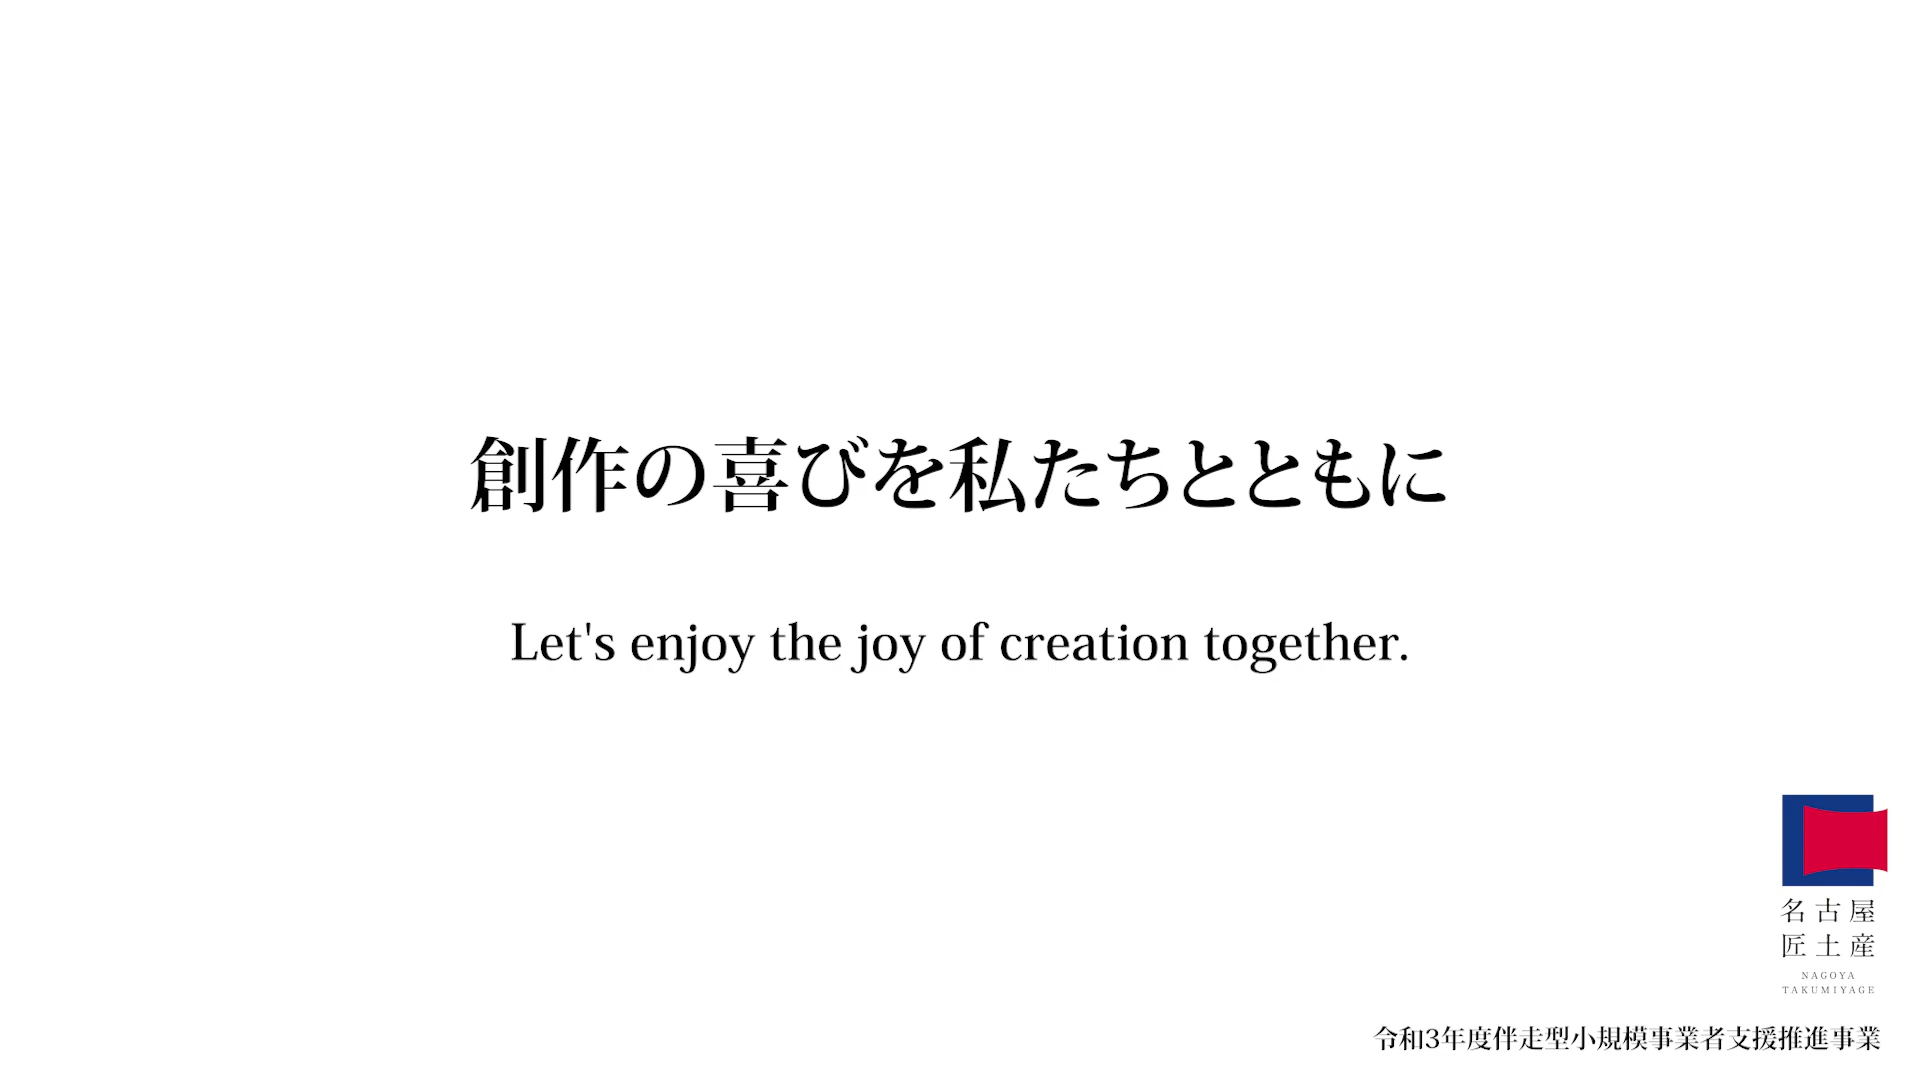 創作の喜びを私たちとともに
Let's enjoy the joy of creation together.
名古屋
匠土産
NAGOYA
TAKUMIYAGE
令和3年度伴走型小規模事業者支援推進事業